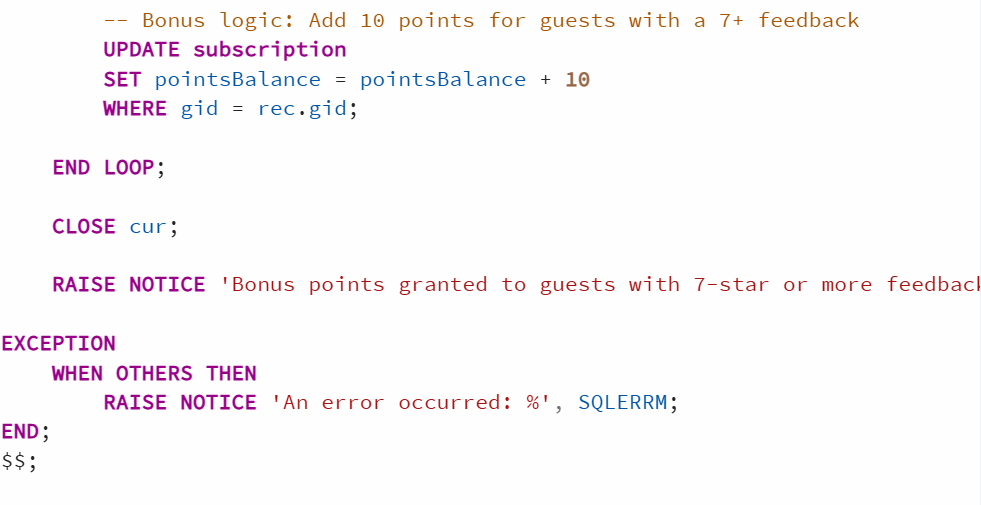 -- Bonus logic: Add 10 points for guests with a 7+ feedback
UPDATE subscription
SET pointsBalance = pointsBalance + 10
WHERE gid = rec.gid;
END LOOP;
CLOSE cur;
RAISE NOTICE 'Bonus points granted to guests with 7-star or more feedback
EXCEPTION
WHEN OTHERS THEN
RAISE NOTICE 'An error occurred: %', SQLERRM;
END;
$$;